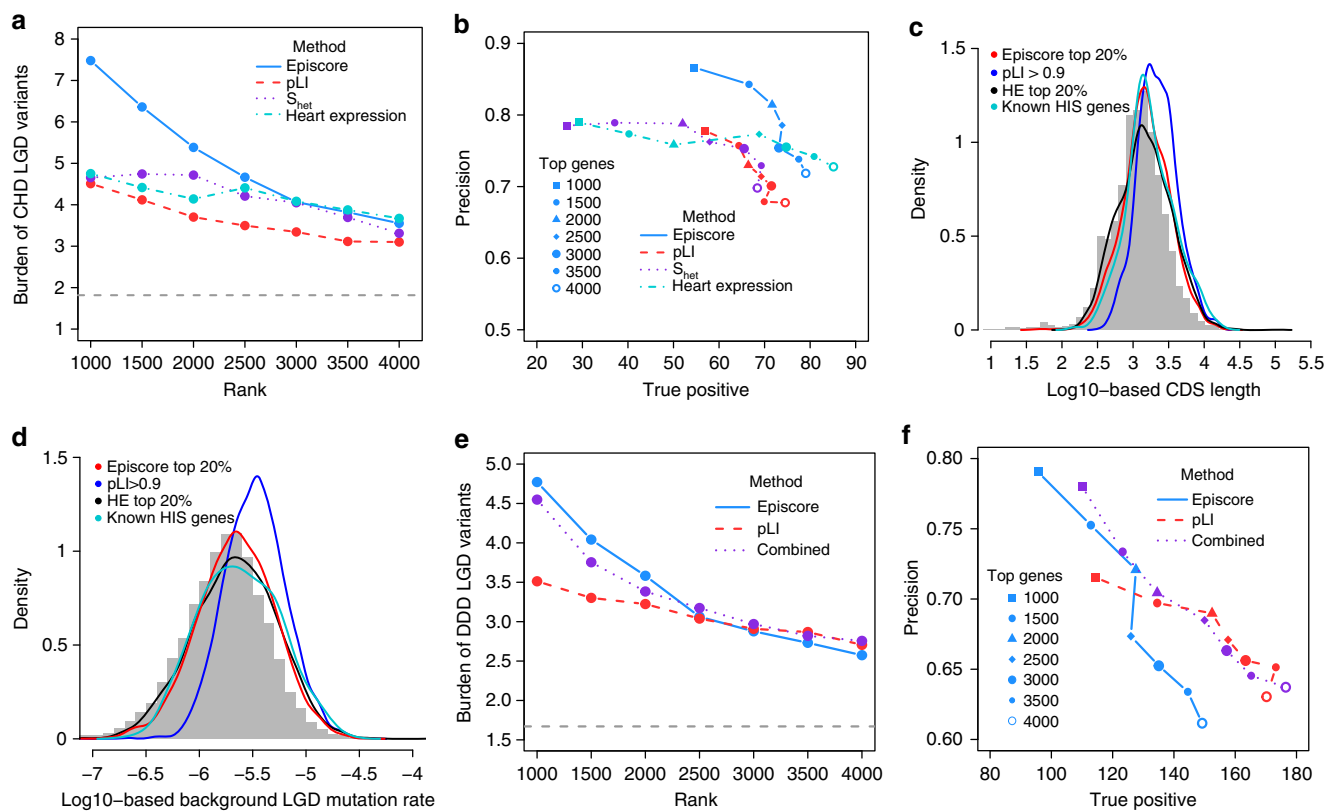 a
Burden of CHD LGD variants
8
7
6
5
4
3
2
1
Method
Episcore
pLI
Shet
Heart expression
1000 1500 2000 2500 3000 3500 4000
Rank
b
Precision
0.9
0.8
0.7
0.6
0.5
Top genes
1000
1500
2000
2500
3000
3500
4000
Method
Episcore
pLI
Shet
Heart expression
20 30 40 50 60 70 80 90
True positive
c
Density
1.5
1
0.5
0
Episcore top 20%
pLI > 0.9
HE top 20%
Known HIS genes
1 1.5 2 2.5 3 3.5 4 4.5 5 5.5
Log10−based CDS length
d
Density
1.5
1
0.5
0
Episcore top 20%
pLI>0.9
HE top 20%
Known HIS genes
−7 −6.5 −6 −5.5 −5 −4.5 −4
Log10−based background LGD mutation rate
e
Burden of DDD LGD variants
5.0
4.5
4.0
3.5
3.0
2.5
2.0
1.5
Method
Episcore
pLI
Combined
1000 1500 2000 2500 3000 3500 4000
Rank
f
Precision
0.80
0.75
0.70
0.65
0.60
Method
Episcore
pLI
Combined
Top genes
1000
1500
2000
2500
3000
3500
4000
80 100 120 140 160 180
True positive